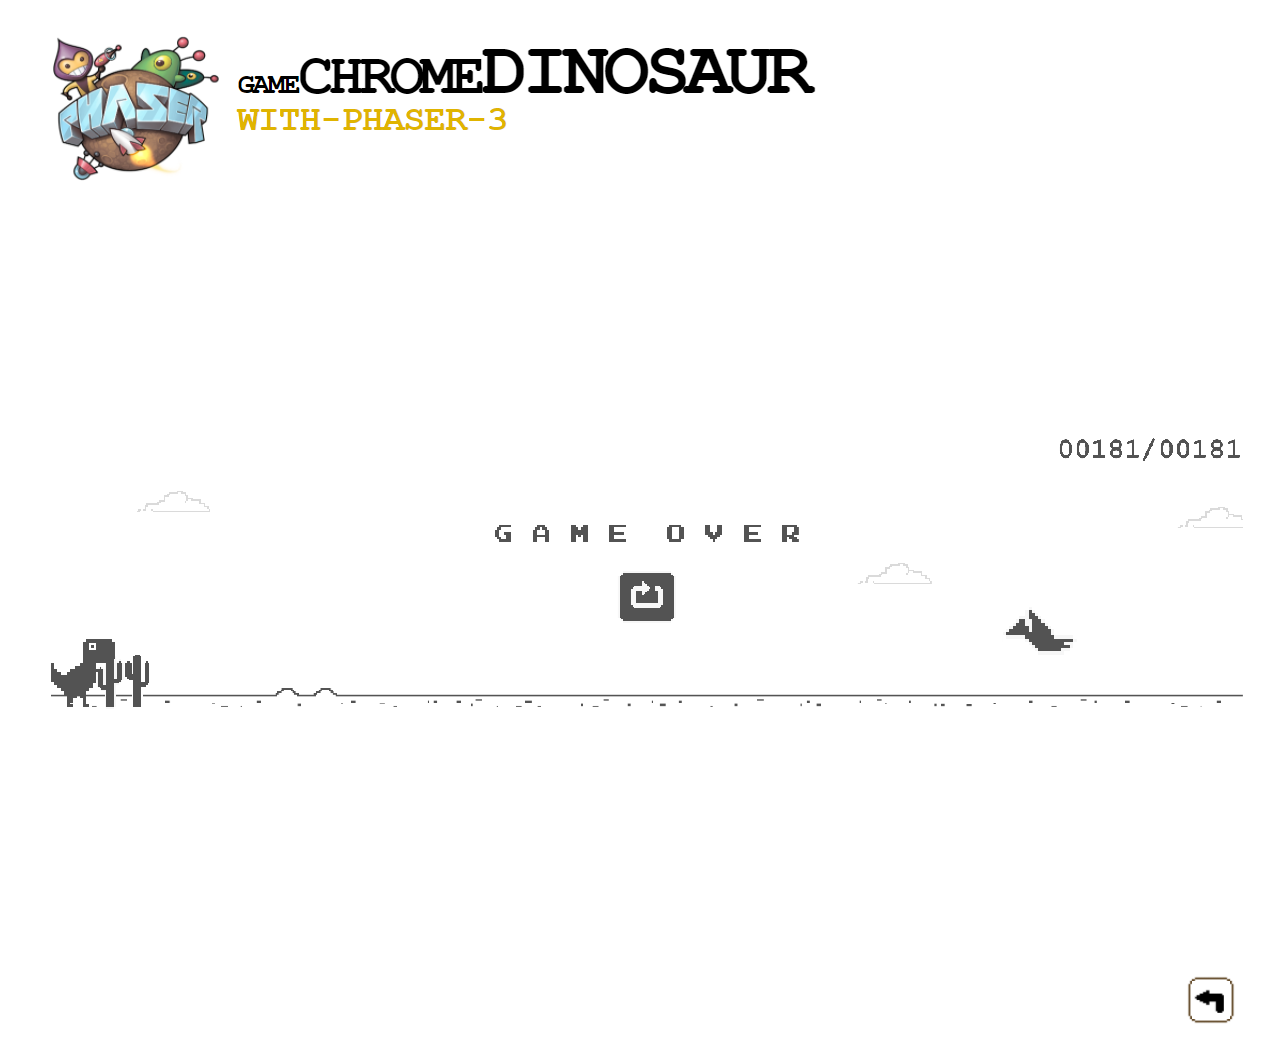 PHASER
GAMECHROMEDINOSAUR
WITH-PHASER-3
00181/00181
GAME OVER